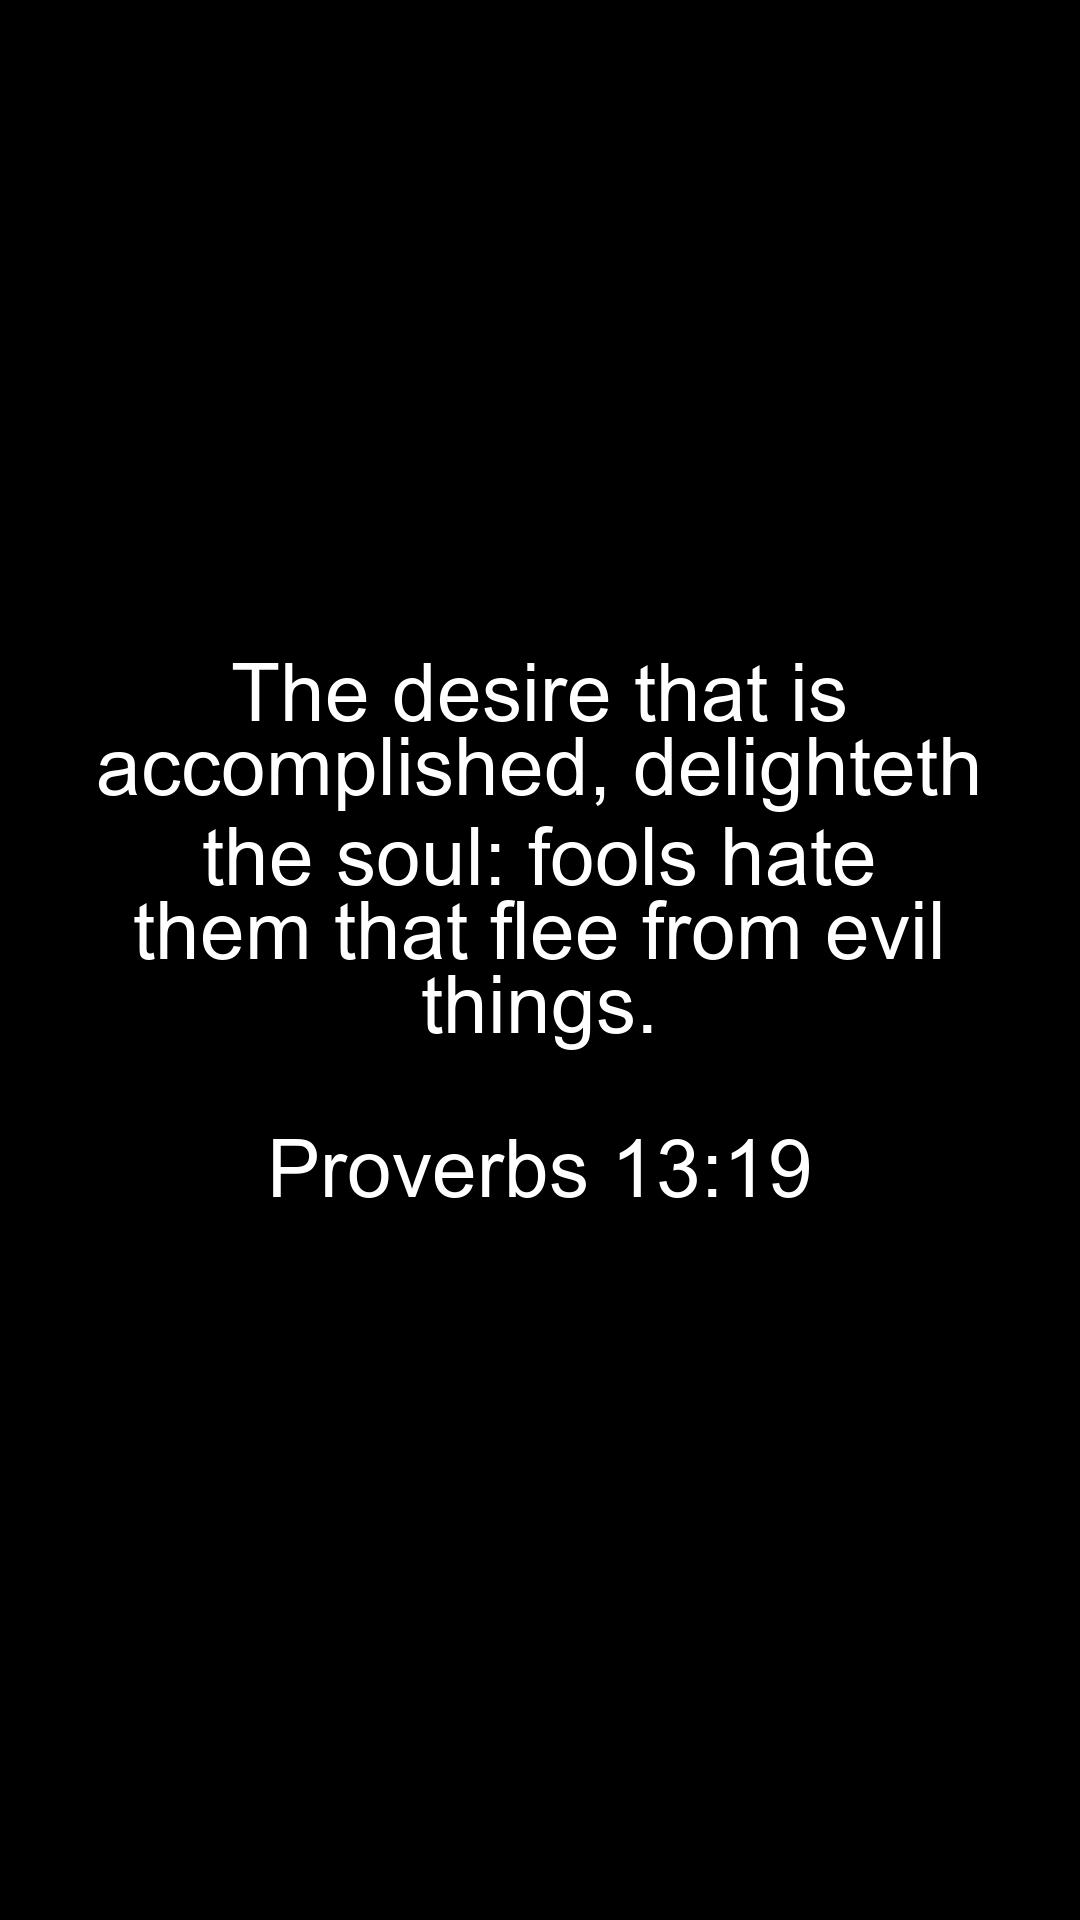 The desire that is
accomplished, delighteth
the soul: fools hate
them that flee from evil
things.
Proverbs 13:19